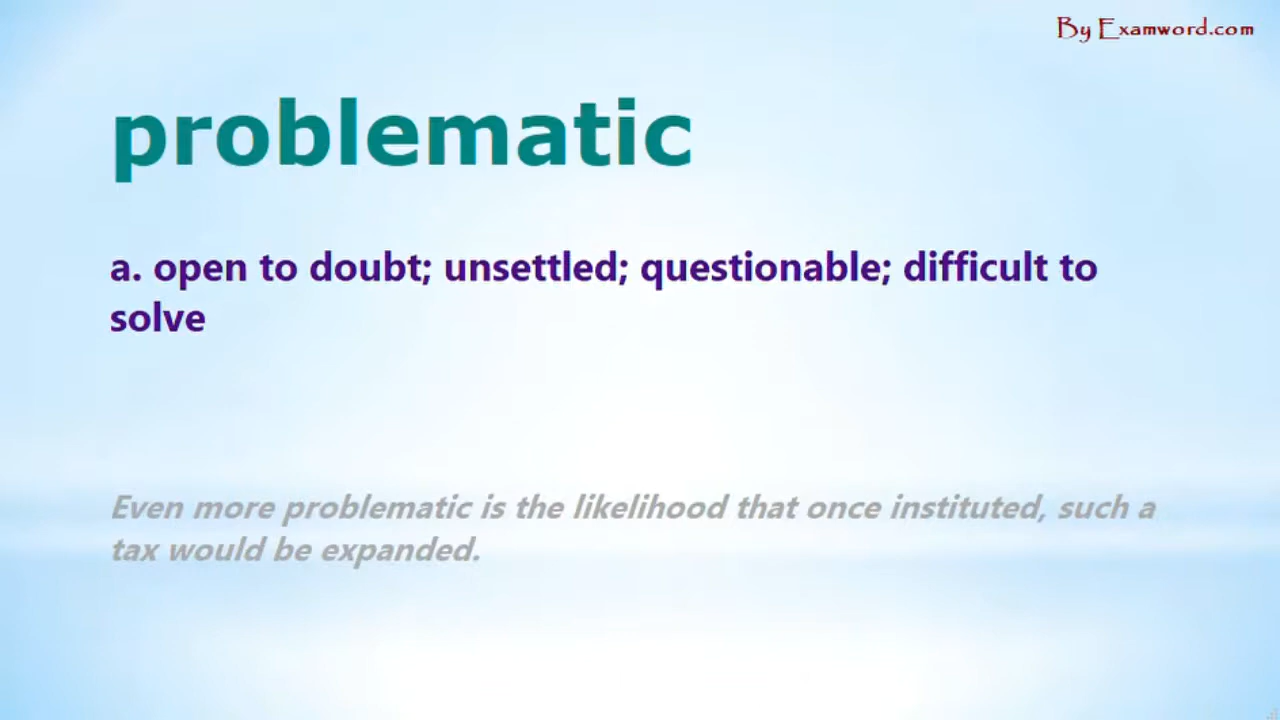 By Examword.com
problematic
a. open to doubt; unsettled; questionable; difficult to
solve
Even more problematic is the likelihood that once instituted, such a
tax would be expanded.